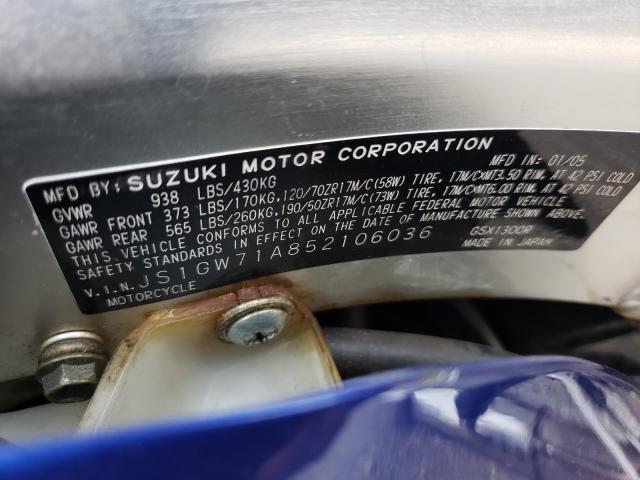 MFD BY: SUZUKI MOTOR CORPORATION
MFD IN 01/05
GVWR 938 LBS/430KG
GAWR FRONT 373 LBS/170KG, 120/70ZR17M/C(58W) TIRE, 17M/C×MT3.50 RIM, AT 42 PSI COLD
GAWR REAR 565 LBS/260KG, 190/50ZR17M/C(73W) TIRE, 17M/C×MT6.00 RIM, AT 42 PSI COLD
THIS VEHICLE CONFORMS TO ALL APPLICABLE FEDERAL MOTOR VEHICLE
SAFETY STANDARDS IN EFFECT ON THE DATE OF MANUFACTURE SHOWN ABOVE.
V.I.N. JS1GW71A852106036
GSX1300R
MOTORCYCLE
MADE IN JAPAN